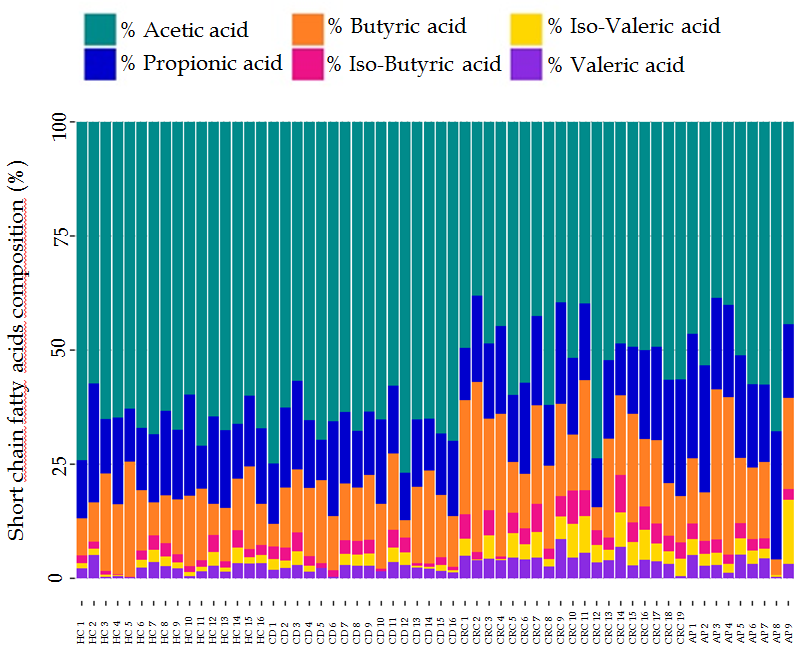 % Acetic acid % Butyric acid % Iso-Valeric acid
% Propionic acid % Iso-Butyric acid % Valeric acid
Short chain fatty acids composition (%)
100
75
50
25
0
HC 1 HC 2 HC 3 HC 4 HC 5 HC 6 HC 7 HC 8 HC 9 HC 10 HC 11 HC 12 HC 13 HC 14 HC 15 HC 16 CD 1 CD 2 CD 3 CD 4 CD 5 CD 6 CD 7 CD 8 CD 9 CD 10 CD 11 CD 12 CD 13 CD 14 CD 15 CD 16 CRC 1 CRC 2 CRC 3 CRC 4 CRC 5 CRC 6 CRC 7 CRC 8 CRC 9 CRC 10 CRC 11 CRC 12 CRC 13 CRC 14 CRC 15 CRC 16 CRC 17 CRC 18 CRC 19 AP 1 AP 2 AP 3 AP 4 AP 5 AP 6 AP 7 AP 8 AP 9